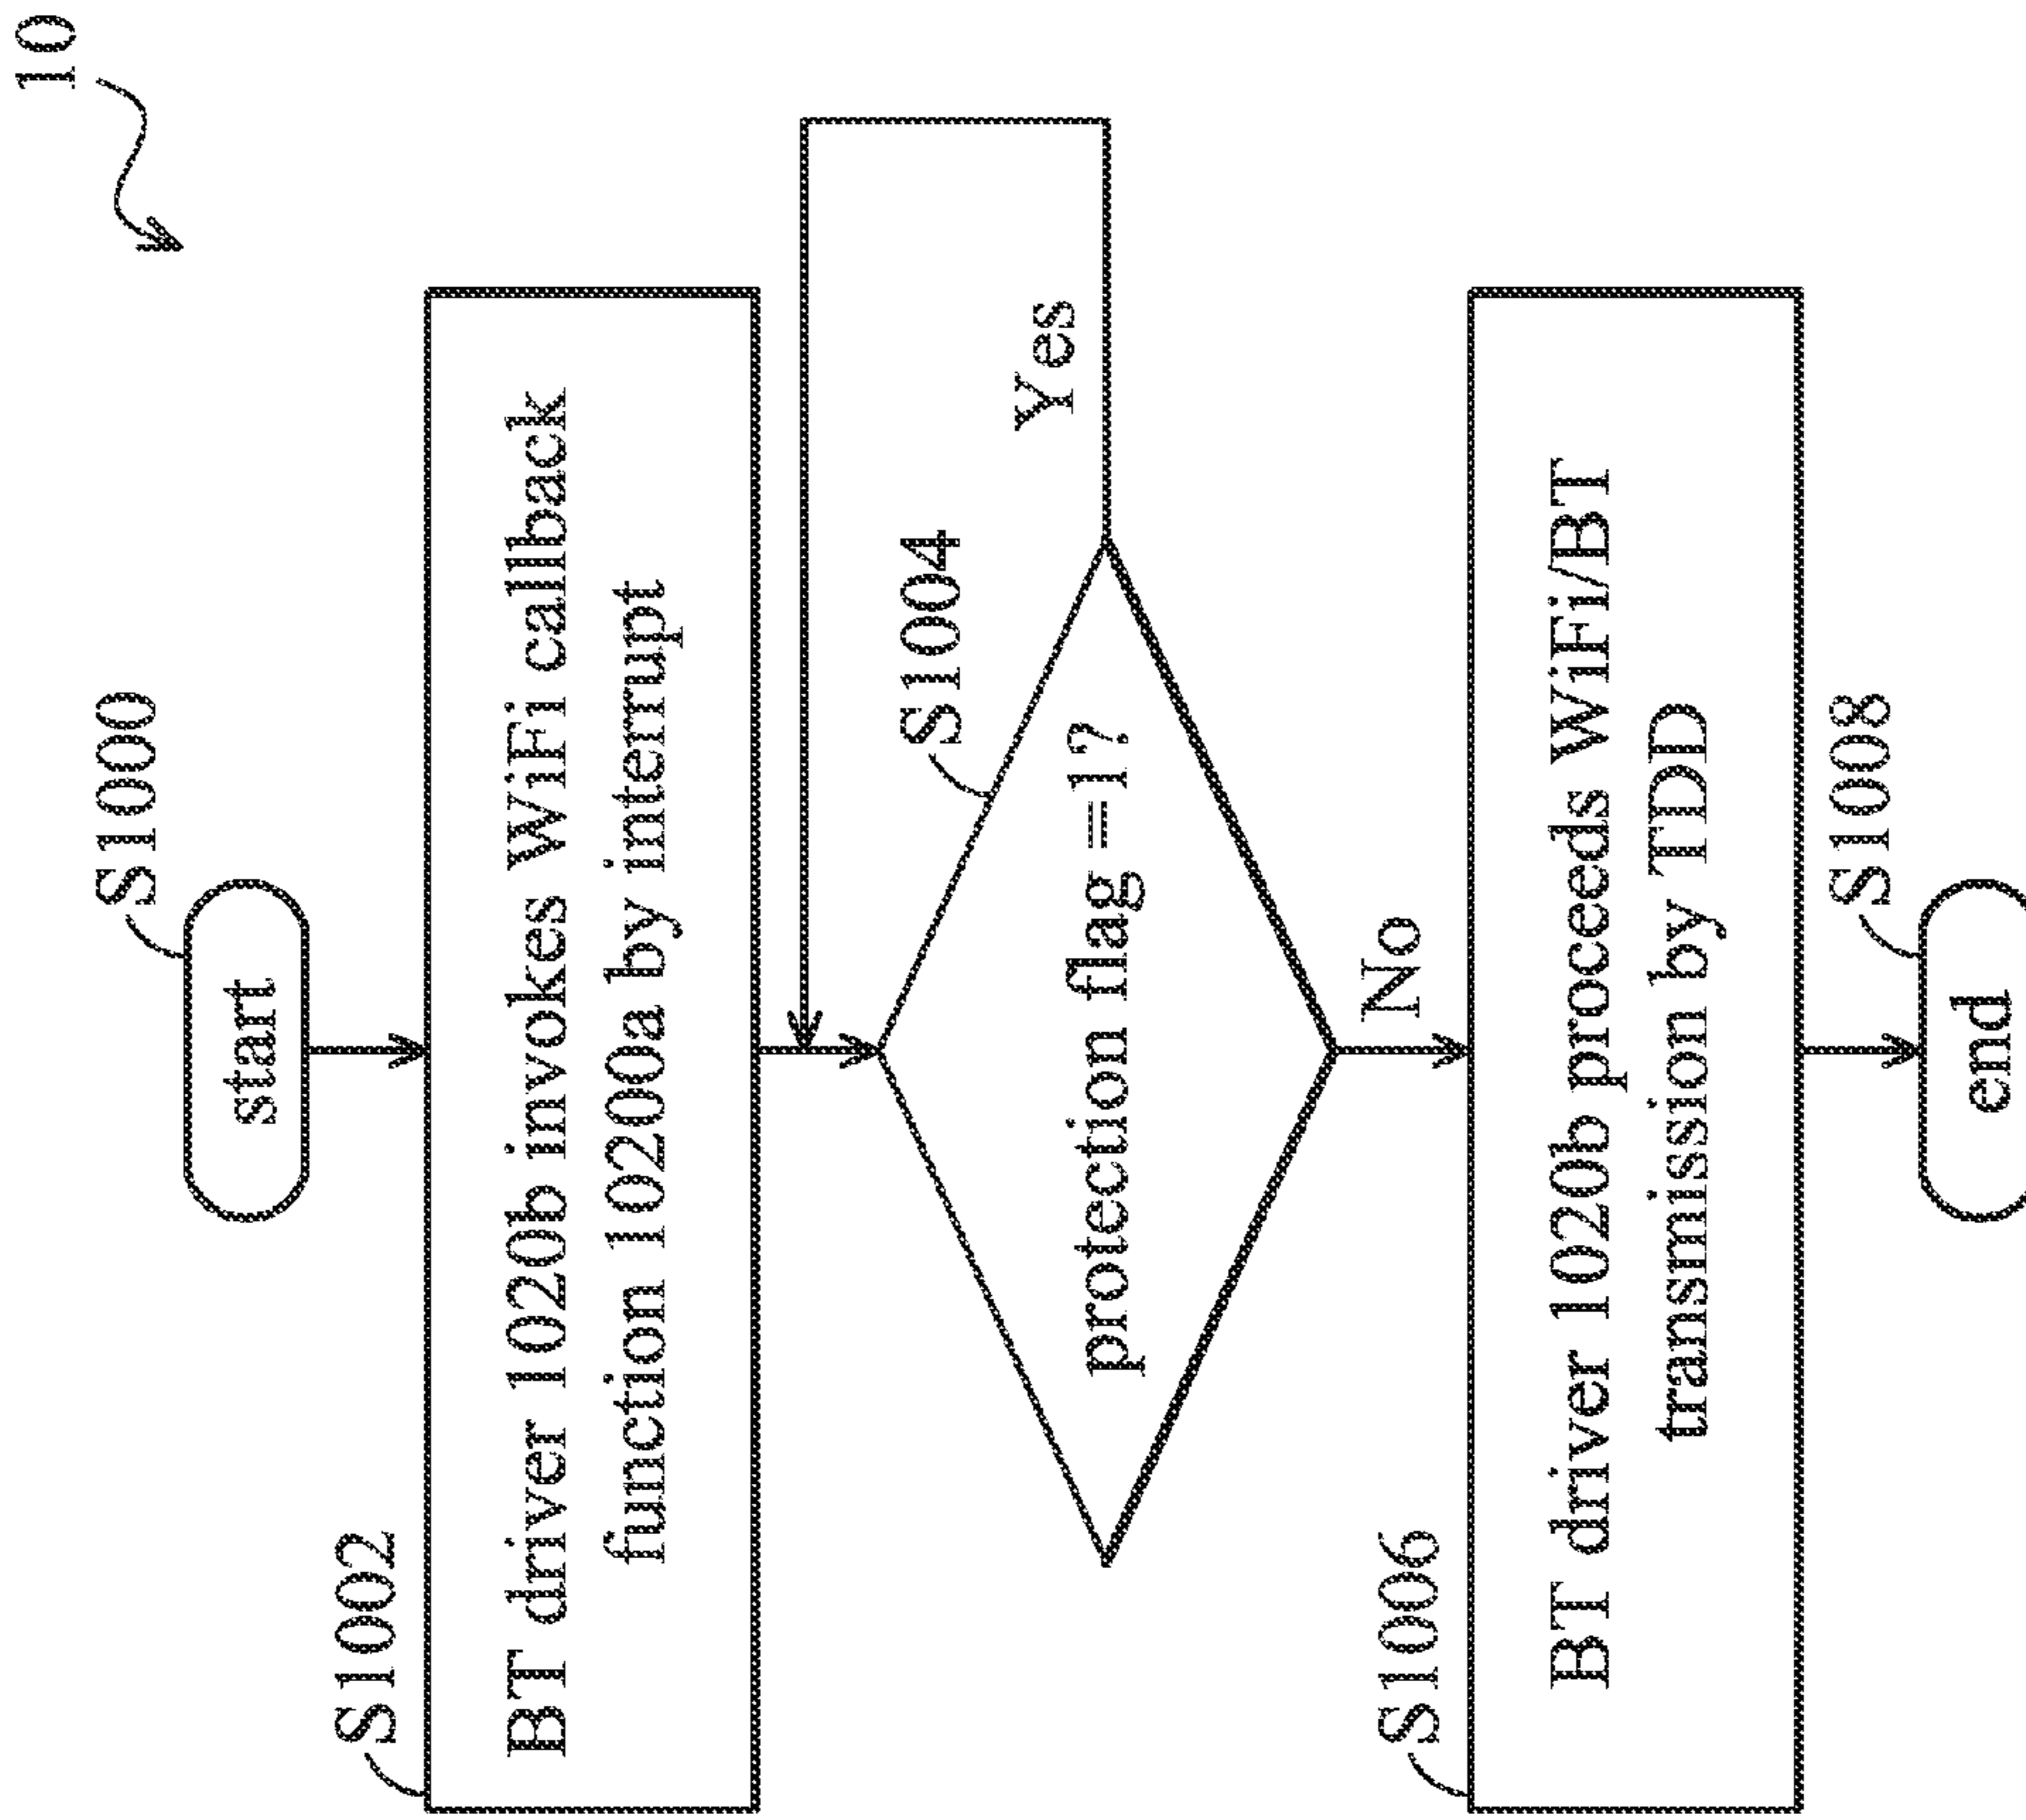 10
S1000
start
S1002
BT driver 1020b invokes WiFi callback
function 10200a by interrupt
S1004
protection flag =1?
Yes
No
S1006
BT driver 1020b proceeds WiFi/BT
transmission by TDD
S1008
end